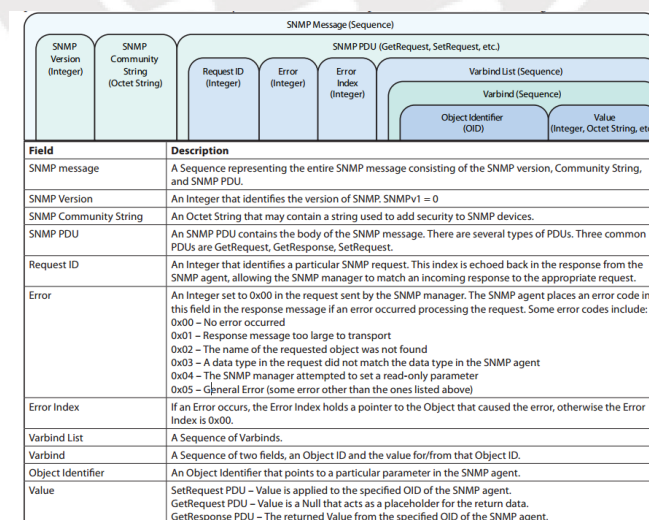 SNMP Message (Sequence)
SNMP
Version
(Integer)
SNMP
Community
String
(Octet String)
SNMP PDU (GetRequest, SetRequest, etc.)
Request ID
(Integer)
Error
(Integer)
Error
Index
(Integer)
Varbind List (Sequence)
Varbind (Sequence)
Object Identifier
(OID)
Value
(Integer, Octet String, etc
Field Description
SNMP message A Sequence representing the entire SNMP message consisting of the SNMP version, Community String,
and SNMP PDU.
SNMP Version An Integer that identifies the version of SNMP. SNMPv1 = 0
SNMP Community String An Octet String that may contain a string used to add security to SNMP devices.
SNMP PDU An SNMP PDU contains the body of the SNMP message. There are several types of PDUs. Three common
PDUs are GetRequest, GetResponse, SetRequest.
Request ID An Integer that identifies a particular SNMP request. This index is echoed back in the response from the
SNMP agent, allowing the SNMP manager to match an incoming response to the appropriate request.
Error An Integer set to 0x00 in the request sent by the SNMP manager. The SNMP agent places an error code in
this field in the response message if an error occurred processing the request. Some error codes include:
0x00 – No error occurred
0x01 – Response message too large to transport
0x02 – The name of the requested object was not found
0x03 – A data type in the request did not match the data type in the SNMP agent
0x04 – The SNMP manager attempted to set a read-only parameter
0x05 – General Error (some error other than the ones listed above)
Error Index If an Error occurs, the Error Index holds a pointer to the Object that caused the error, otherwise the Error
Index is 0x00.
Varbind List A Sequence of Varbinds.
Varbind A Sequence of two fields, an Object ID and the value for/from that Object ID.
Object Identifier An Object Identifier that points to a particular parameter in the SNMP agent.
Value SetRequest PDU – Value is applied to the specified OID of the SNMP agent.
GetRequest PDU – Value is a Null that acts as a placeholder for the return data.
GetResponse PDU – The returned Value from the specified OID of the SNMP agent.